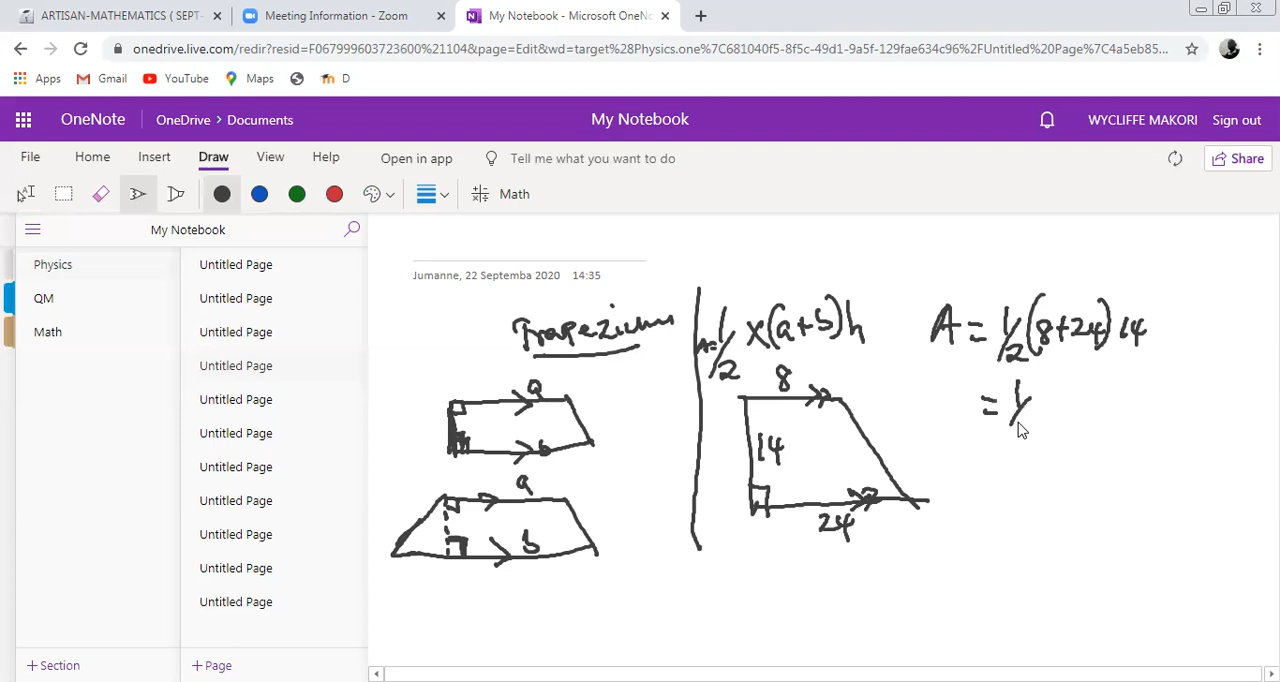 ARTISAN-MATHEMATICS ( SEPT-
Meeting Information - Zoom
My Notebook - Microsoft OneNo
onedrive.live.com/redir?resid=F067999603723600%21104&page=Edit&wd=target%28Physics.one%7C681040f5-8f5c-49d1-9a5f-129fae634c96%2FUntitled%20Page%7C4a5eb85...
Apps
Gmail
YouTube
Maps
D
OneNote
OneDrive > Documents
My Notebook
WYCLIFFE MAKORI
Sign out
File
Home
Insert
Draw
View
Help
Open in app
Tell me what you want to do
Share
Math
My Notebook
Physics
QM
Math
Untitled Page
Untitled Page
Untitled Page
Untitled Page
Untitled Page
Untitled Page
Untitled Page
Untitled Page
Untitled Page
Untitled Page
Untitled Page
+ Section
+ Page
Jumanne, 22 Septemba 2020 14:35
Trapezium
a
h
b
a
b
A=1/2 x(a+b)h
8
14
24
A = 1/2(8+24)14
= 1/